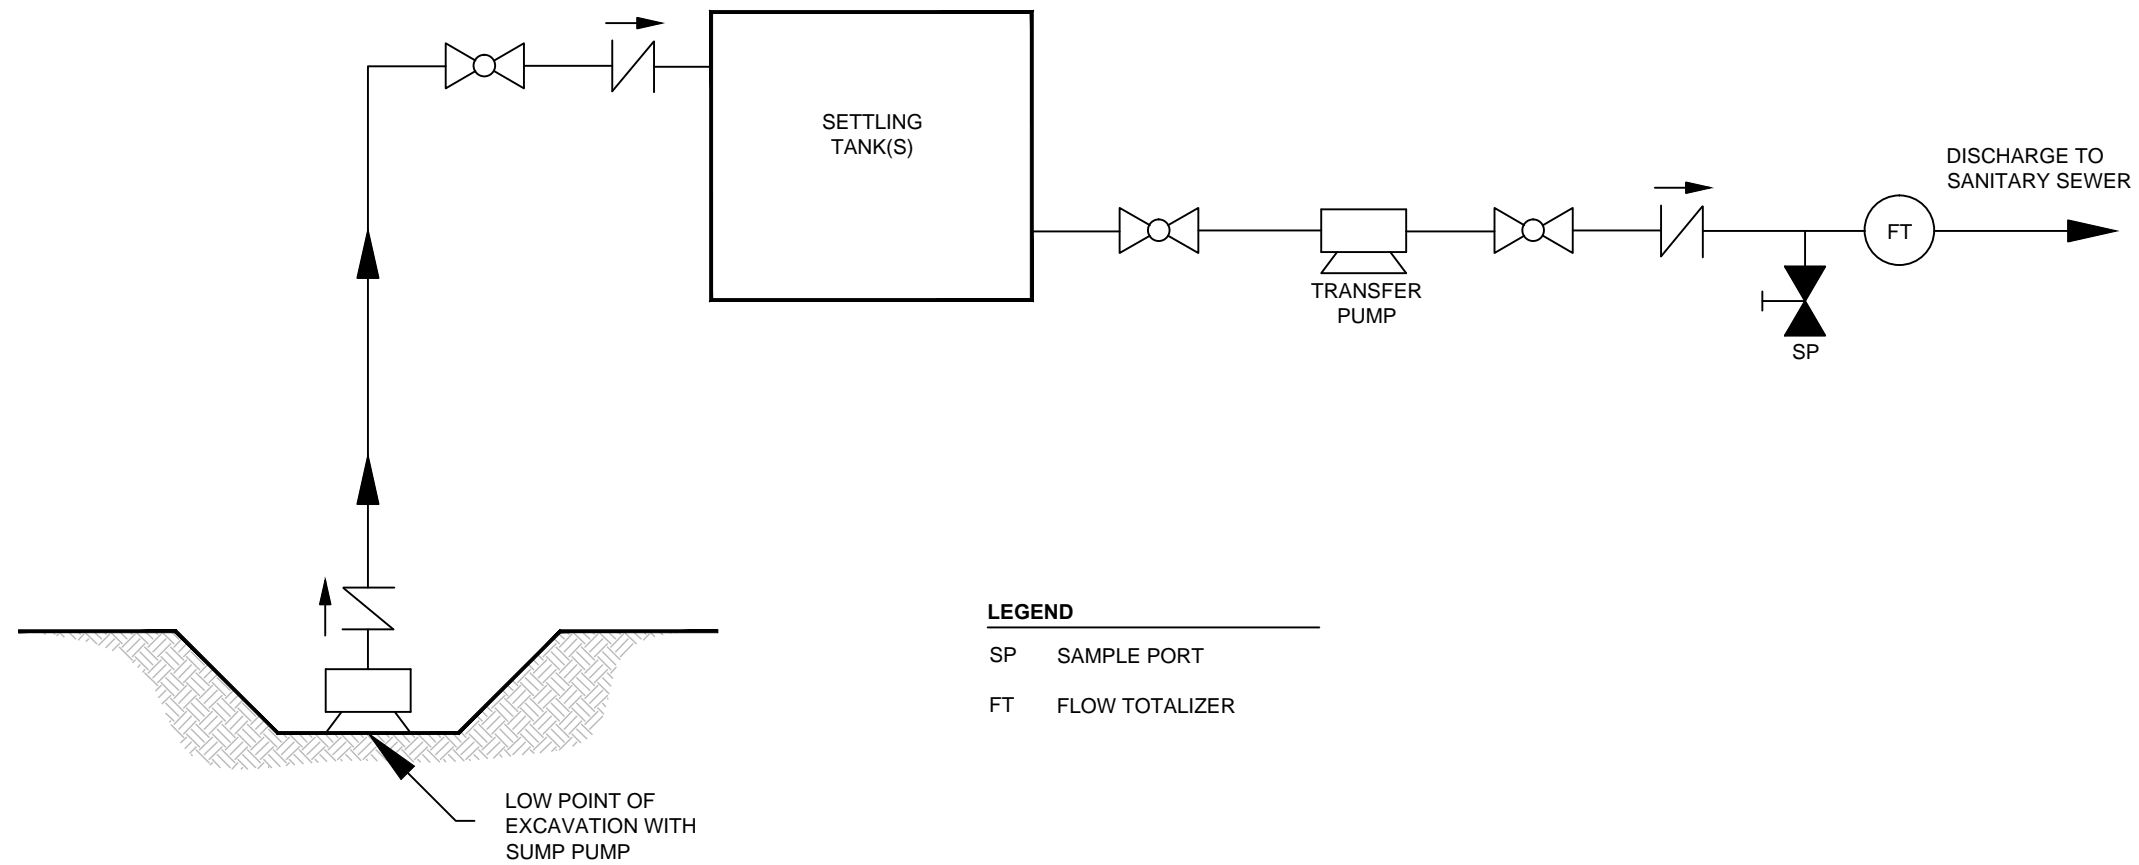 SETTLING
TANK(S)
DISCHARGE TO
SANITARY SEWER
FT
TRANSFER
PUMP
SP
LEGEND
SP SAMPLE PORT
FT FLOW TOTALIZER
LOW POINT OF
EXCAVATION WITH
SUMP PUMP